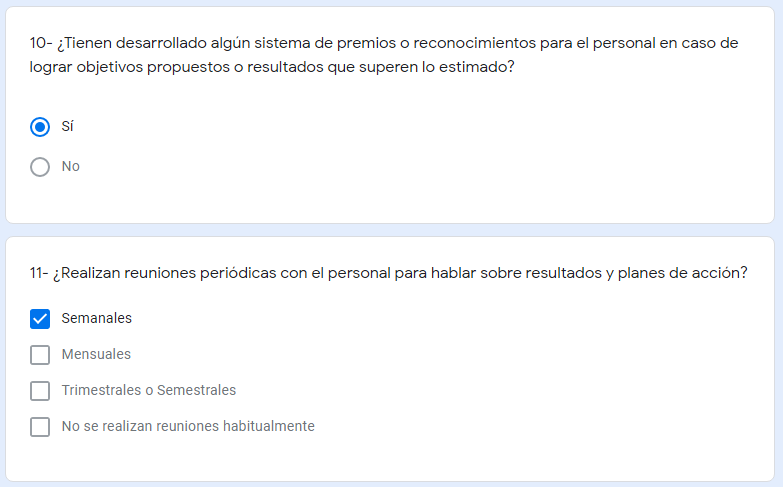 10- ¿Tienen desarrollado algún sistema de premios o reconocimientos para el personal en caso de
lograr objetivos propuestos o resultados que superen lo estimado?
Sí
No
11- ¿Realizan reuniones periódicas con el personal para hablar sobre resultados y planes de acción?
Semanales
Mensuales
Trimestrales o Semestrales
No se realizan reuniones habitualmente